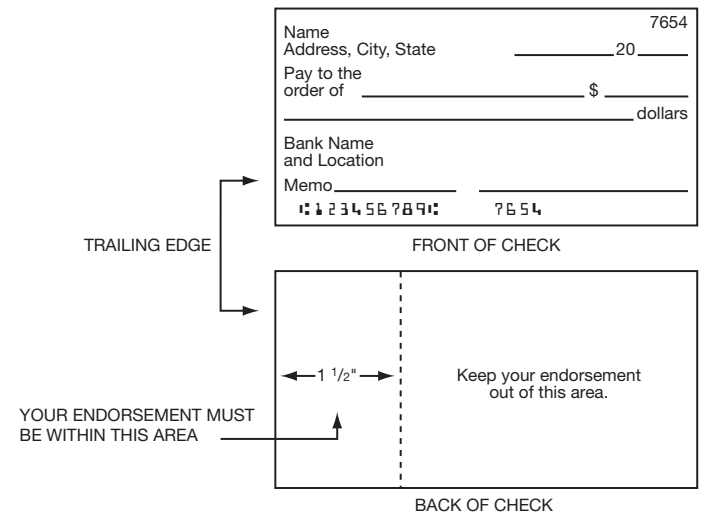 7654
Name
Address, City, State 20
Pay to the
order of $
dollars
Bank Name
and Location
Memo
⑆123456789⑆ 7654
TRAILING EDGE
FRONT OF CHECK
1 1/2"
Keep your endorsement
out of this area.
YOUR ENDORSEMENT MUST
BE WITHIN THIS AREA
BACK OF CHECK